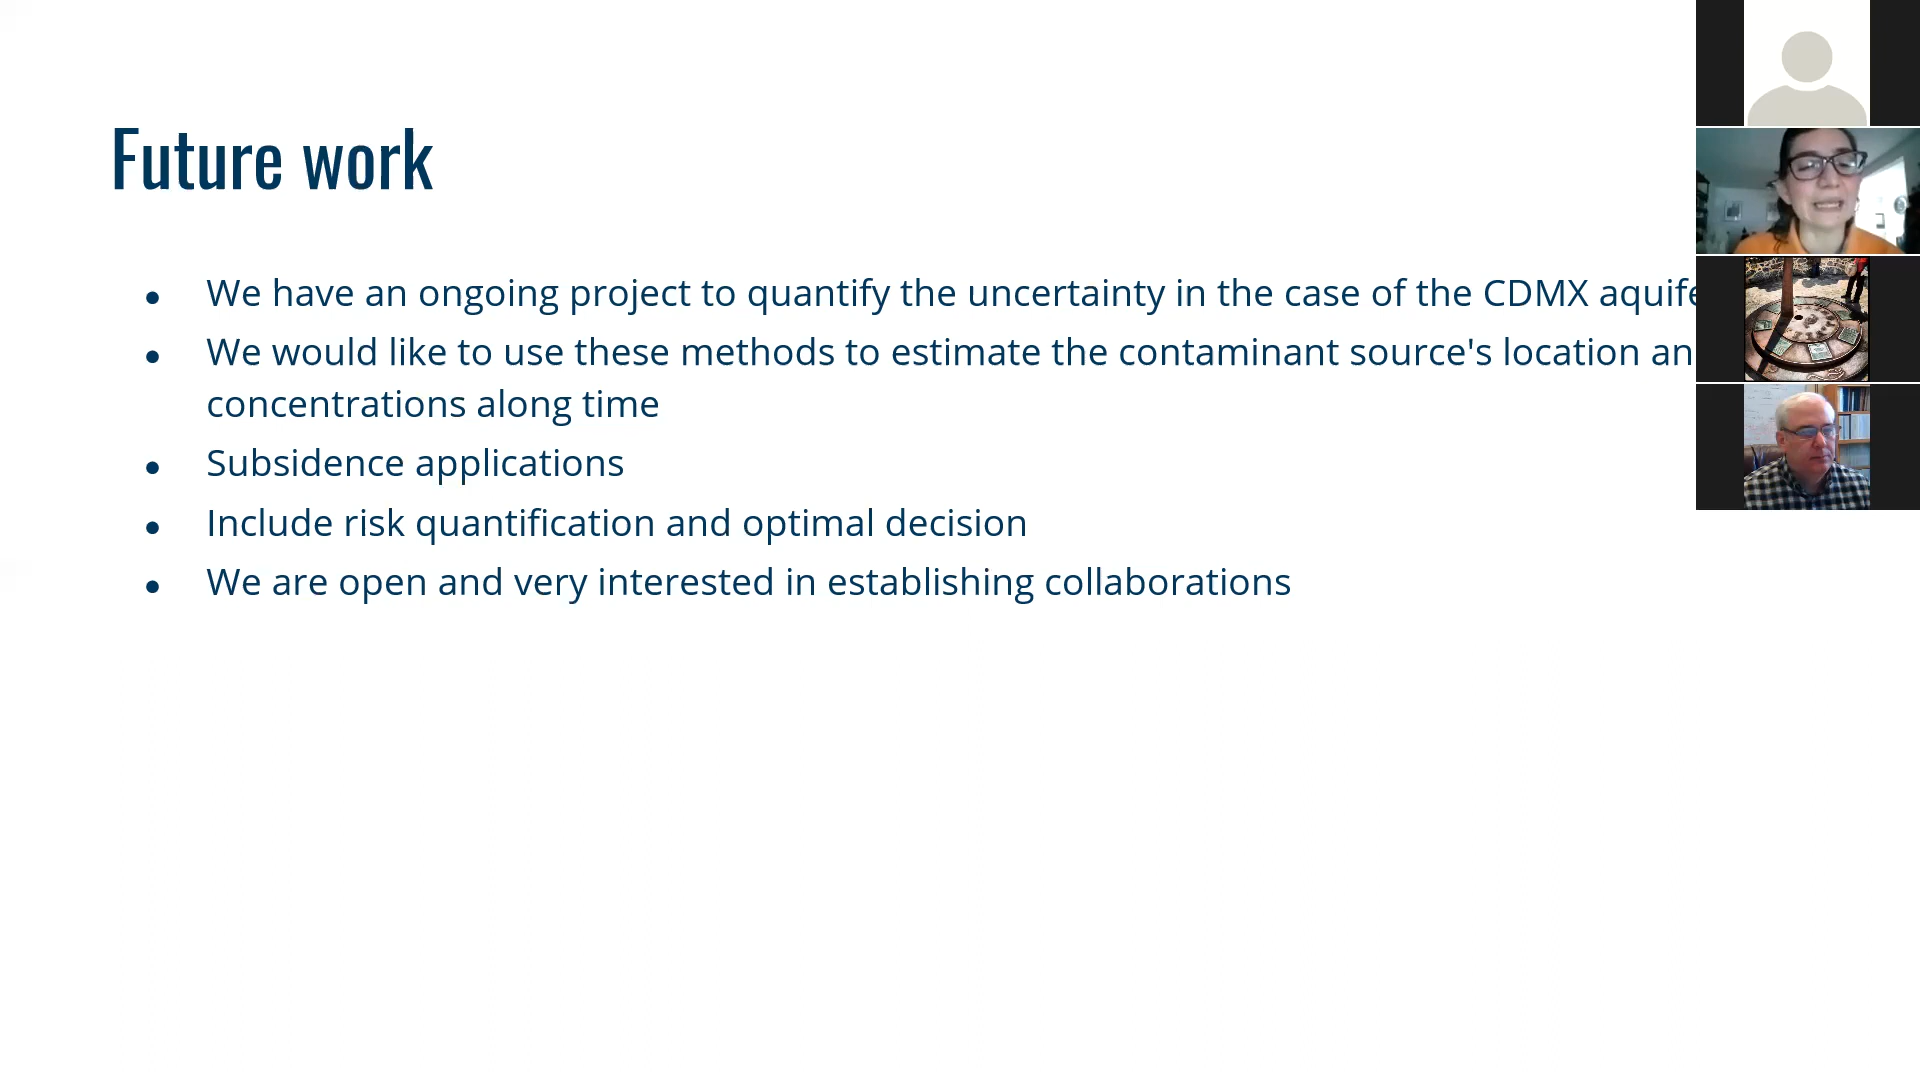 Future work
• We have an ongoing project to quantify the uncertainty in the case of the CDMX
• We would like to use these methods to estimate the contaminant source's location
concentrations along time
• Subsidence applications
• Include risk quantification and optimal decision
• We are open and very interested in establishing collaborations